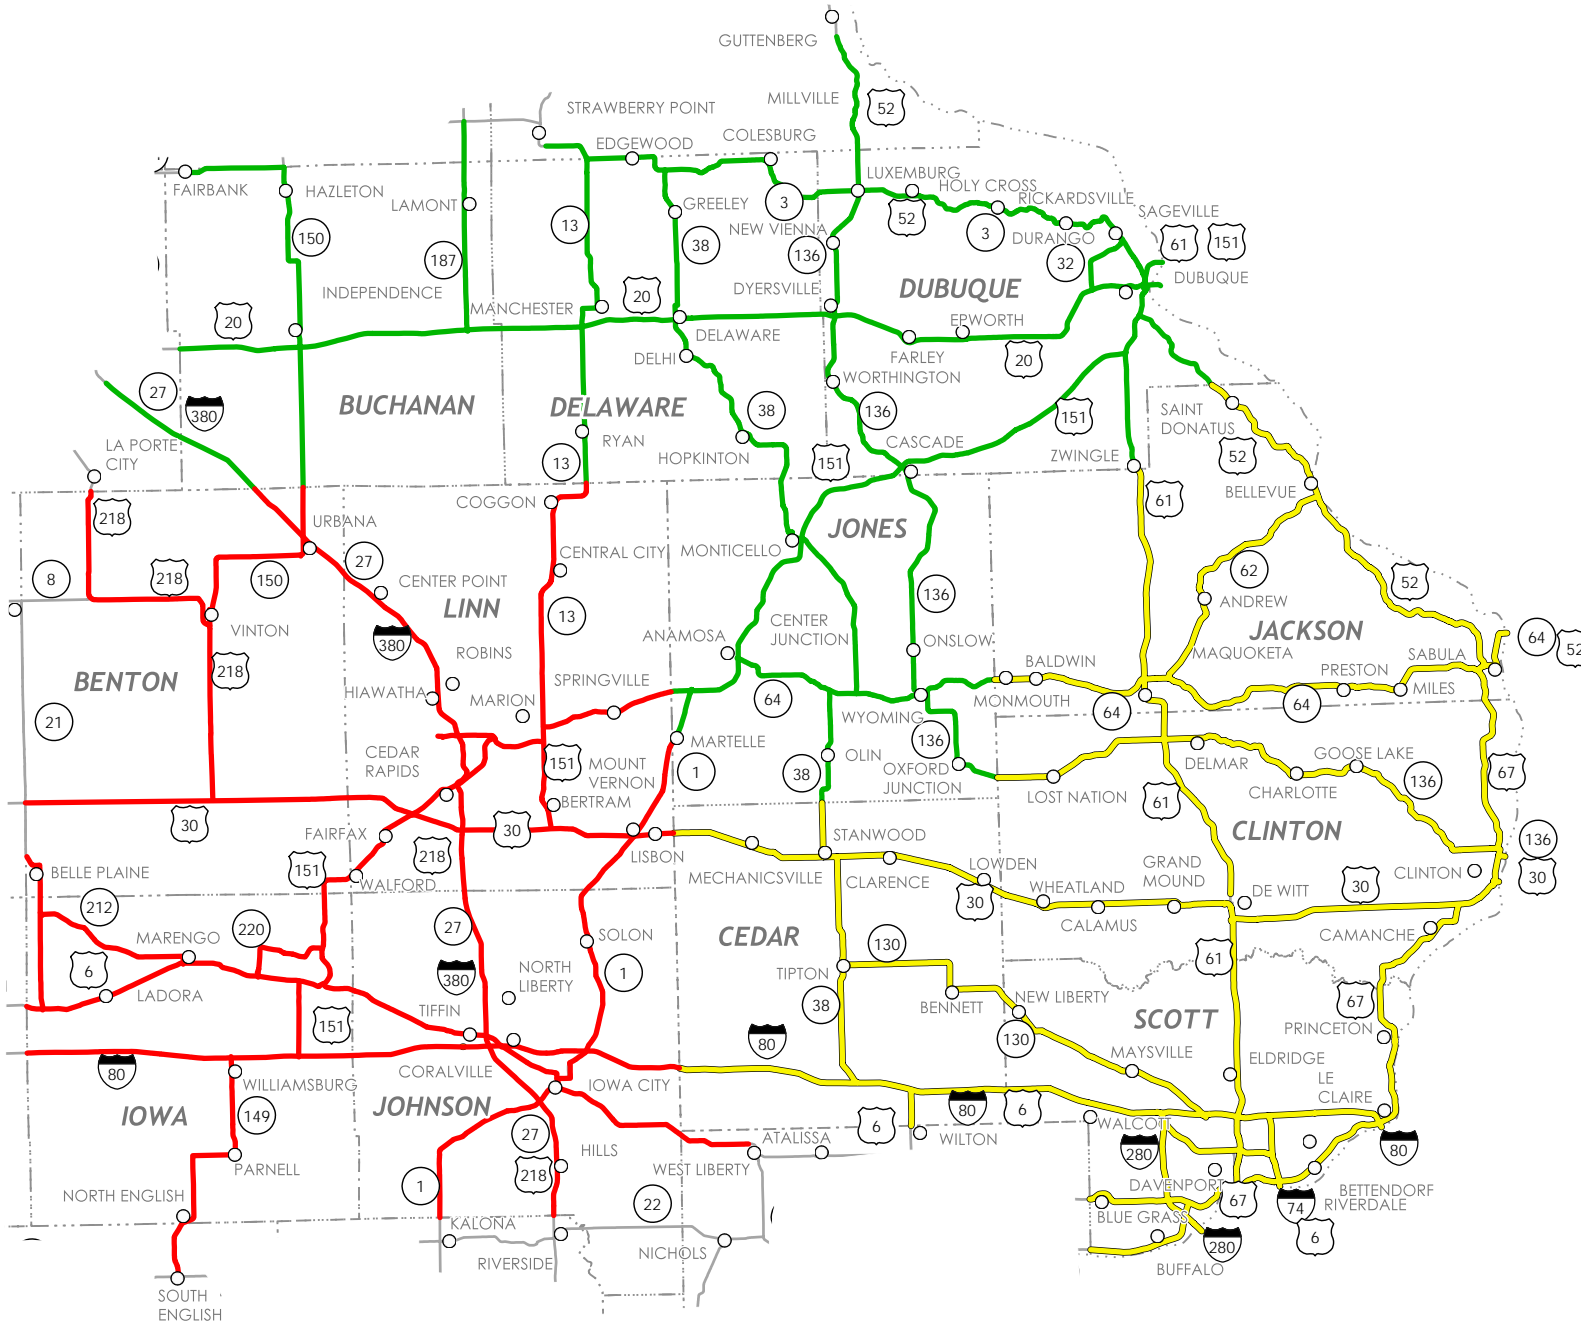 GUTTENBERG
MILLVILLE
52
STRAWBERRY POINT
EDGEWOOD
COLESBURG
FAIRBANK
HAZLETON
LAMONT
GREELEY
3
LUXEMBURG
HOLY CROSS
RICKARDSVILLE
SAGEVILLE
52
3
DURANGO
61
151
150
187
13
38
NEW VIENNA
136
32
DUBUQUE
INDEPENDENCE
MANCHESTER
20
DYERSVILLE
DUBUQUE
20
DELAWARE
EPWORTH
FARLEY
20
DELHI
WORTHINGTON
27
380
BUCHANAN
DELAWARE
38
136
151
SAINT
DONATUS
LA PORTE
CITY
RYAN
13
HOPKINTON
151
CASCADE
ZWINGLE
52
BELLEVUE
218
COGGON
61
URBANA
JONES
8
218
150
27
CENTER POINT
CENTRAL CITY
MONTICELLO
62
52
LINN
13
136
ANDREW
VINTON
380
ANAMOSA
CENTER
JUNCTION
ONSLOW
JACKSON
64
52
BENTON
218
ROBINS
MAQUOKETA
SABULA
HIAWATHA
SPRINGVILLE
BALDWIN
PRESTON
MILES
21
MARION
64
WYOMING
MONMOUTH
64
64
CEDAR
RAPIDS
151
MOUNT
VERNON
MARTELLE
1
38
OLIN
136
OXFORD
JUNCTION
DELMAR
GOOSE LAKE
67
BERTRAM
LOST NATION
61
CHARLOTTE
136
30
FAIRFAX
218
30
LISBON
STANWOOD
CLINTON
136
BELLE PLAINE
151
WALFORD
MECHANICSVILLE
CLARENCE
LOWDEN
GRAND
MOUND
CLINTON
30
212
30
WHEATLAND
DE WITT
30
CALAMUS
MARENGO
220
27
SOLON
CEDAR
130
61
CAMANCHE
6
LADORA
380
NORTH
LIBERTY
1
TIPTON
BENNETT
NEW LIBERTY
67
151
TIFFIN
38
130
SCOTT
PRINCETON
80
80
CORALVILLE
IOWA CITY
MAYSVILLE
ELDRIDGE
LE
CLAIRE
WILLIAMSBURG
IOWA
149
JOHNSON
27
6
80
6
WALCOTT
WILTON
PARNELL
218
HILLS
ATALISSA
WEST LIBERTY
280
80
NORTH ENGLISH
1
22
DAVENPORT
67
74
BETTENDORF
RIVERDALE
KALONA
BLUE GRASS
6
RIVERSIDE
NICHOLS
280
BUFFALO
SOUTH
ENGLISH